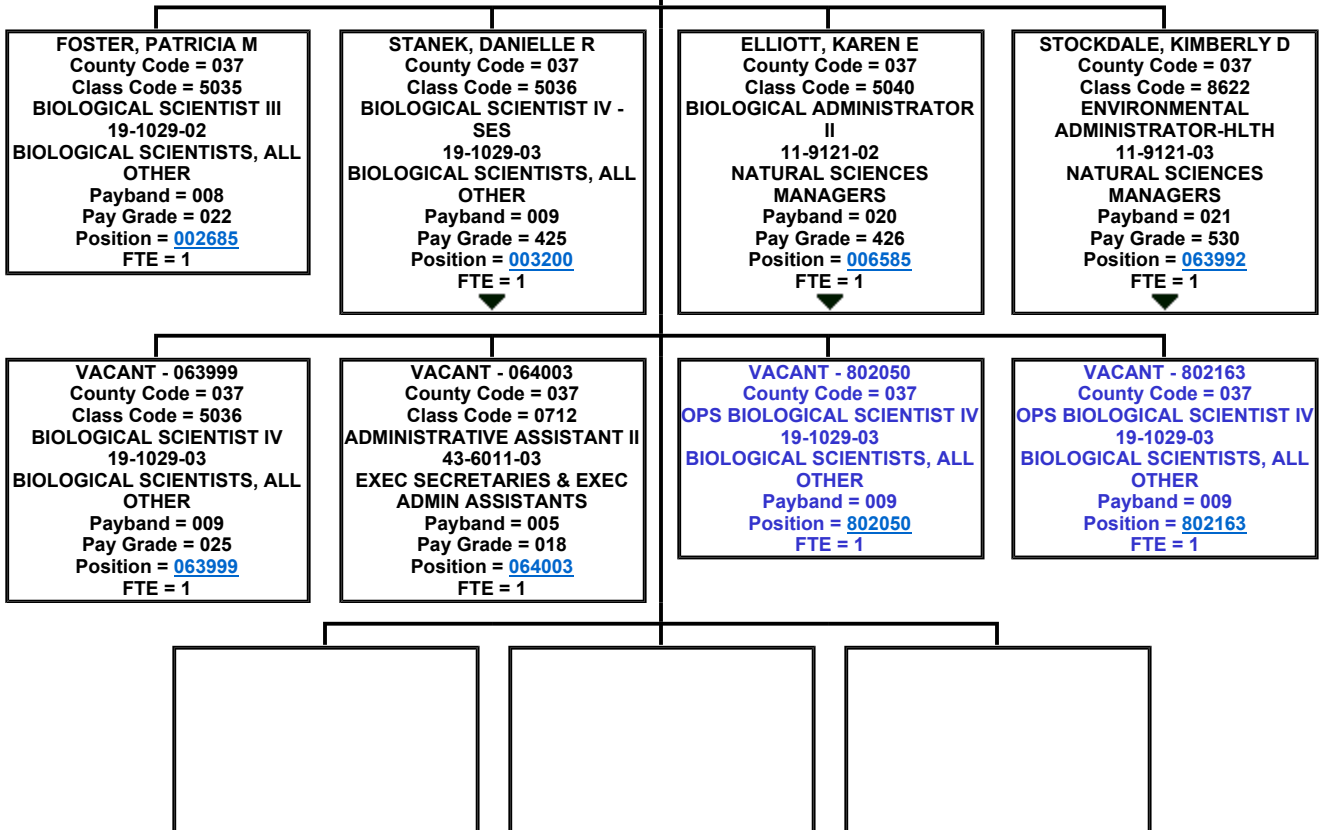 FOSTER, PATRICIA M
County Code = 037
Class Code = 5035
BIOLOGICAL SCIENTIST III
19-1029-02
BIOLOGICAL SCIENTISTS, ALL
OTHER
Payband = 008
Pay Grade = 022
Position = 002685
FTE = 1
STANEK, DANIELLE R
County Code = 037
Class Code = 5036
BIOLOGICAL SCIENTIST IV -
SES
19-1029-03
BIOLOGICAL SCIENTISTS, ALL
OTHER
Payband = 009
Pay Grade = 425
Position = 003200
FTE = 1
ELLIOTT, KAREN E
County Code = 037
Class Code = 5040
BIOLOGICAL ADMINISTRATOR
II
11-9121-02
NATURAL SCIENCES
MANAGERS
Payband = 020
Pay Grade = 426
Position = 006585
FTE = 1
STOCKDALE, KIMBERLY D
County Code = 037
Class Code = 8622
ENVIRONMENTAL
ADMINISTRATOR-HLTH
11-9121-03
NATURAL SCIENCES
MANAGERS
Payband = 021
Pay Grade = 530
Position = 063992
FTE = 1
VACANT - 063999
County Code = 037
Class Code = 5036
BIOLOGICAL SCIENTIST IV
19-1029-03
BIOLOGICAL SCIENTISTS, ALL
OTHER
Payband = 009
Pay Grade = 025
Position = 063999
FTE = 1
VACANT - 064003
County Code = 037
Class Code = 0712
ADMINISTRATIVE ASSISTANT II
43-6011-03
EXEC SECRETARIES & EXEC
ADMIN ASSISTANTS
Payband = 005
Pay Grade = 018
Position = 064003
FTE = 1
VACANT - 802050
County Code = 037
OPS BIOLOGICAL SCIENTIST IV
19-1029-03
BIOLOGICAL SCIENTISTS, ALL
OTHER
Payband = 009
Position = 802050
FTE = 1
VACANT - 802163
County Code = 037
OPS BIOLOGICAL SCIENTIST IV
19-1029-03
BIOLOGICAL SCIENTISTS, ALL
OTHER
Payband = 009
Position = 802163
FTE = 1